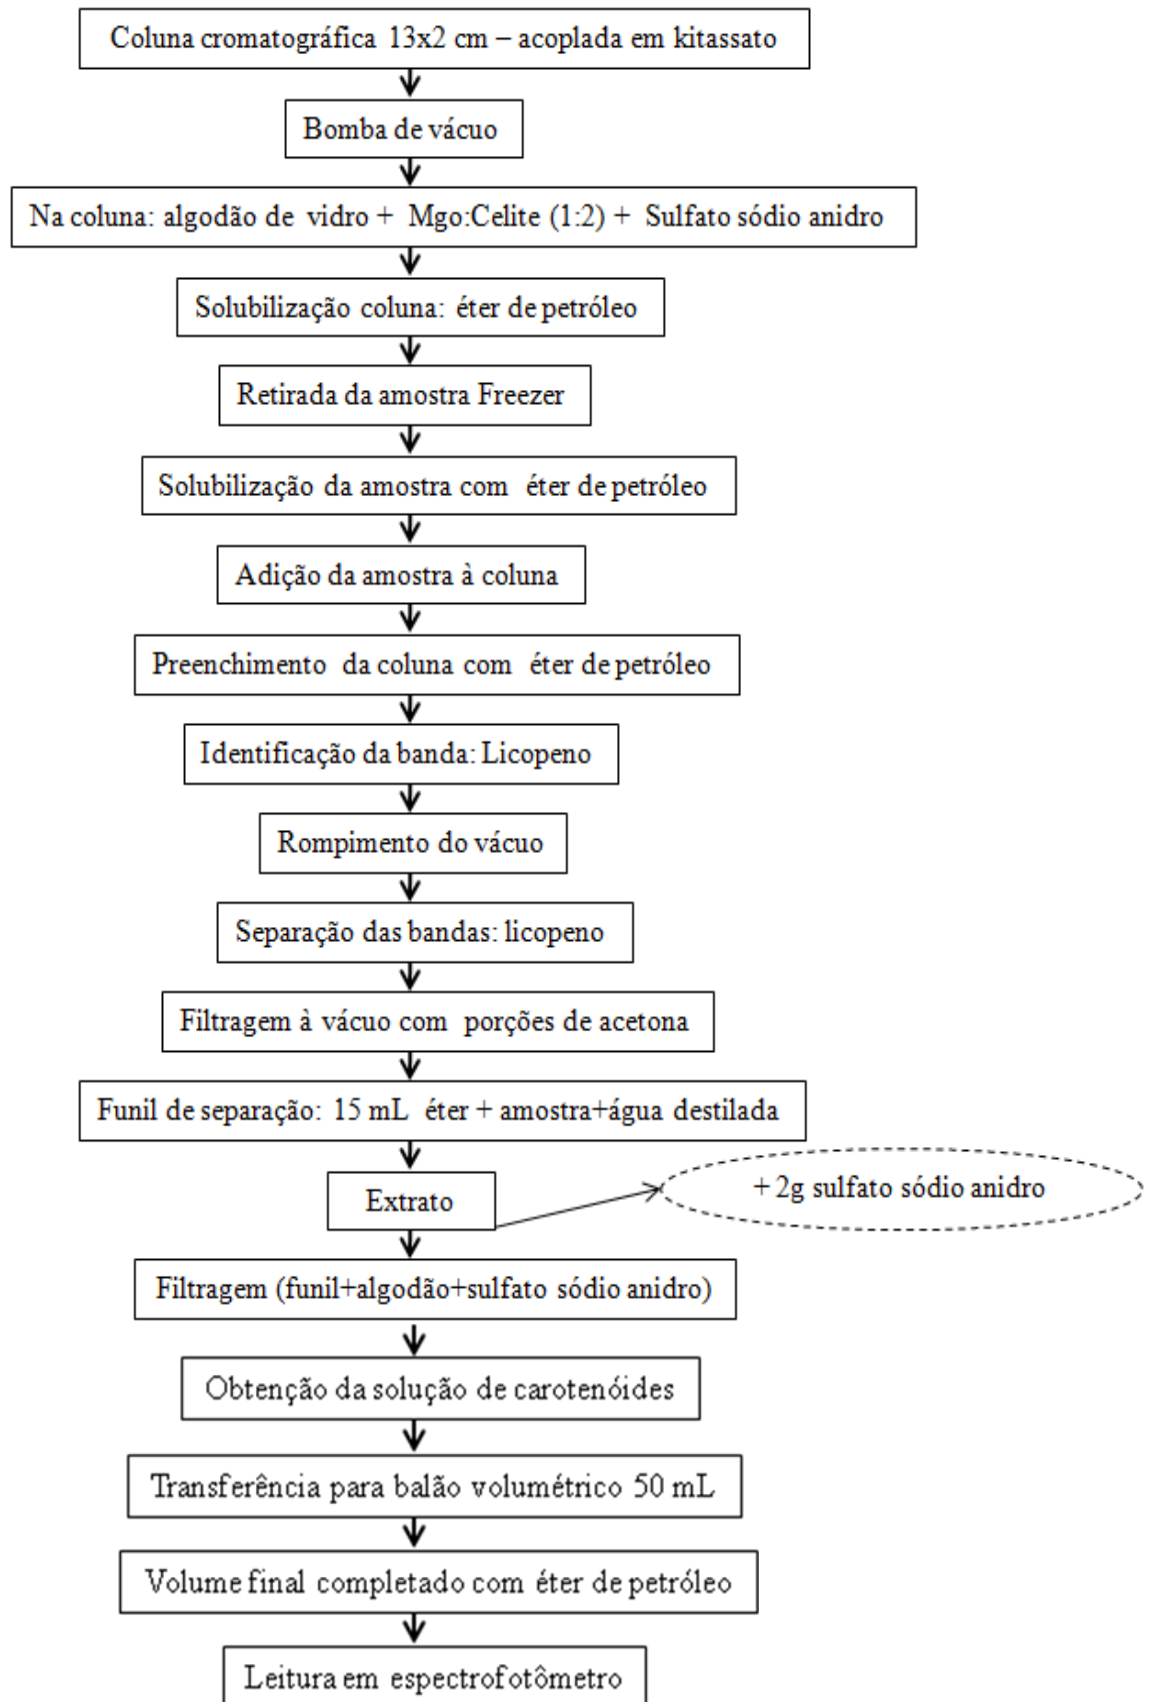 Coluna cromatográfica 13x2 cm – acoplada em kitassato
Bomba de vácuo
Na coluna: algodão de vidro + Mgo:Celite (1:2) + Sulfato sódio anidro
Solubilização coluna: éter de petróleo
Retirada da amostra Freezer
Solubilização da amostra com éter de petróleo
Adição da amostra à coluna
Preenchimento da coluna com éter de petróleo
Identificação da banda: Licopeno
Rompimento do vácuo
Separação das bandas: licopeno
Filtragem à vácuo com porções de acetona
Funil de separação: 15 mL éter + amostra+água destilada
Extrato
+ 2g sulfato sódio anidro
Filtragem (funil+algodão+sulfato sódio anidro)
Obtenção da solução de carotenóides
Transferência para balão volumétrico 50 mL
Volume final completado com éter de petróleo
Leitura em espectrofotômetro